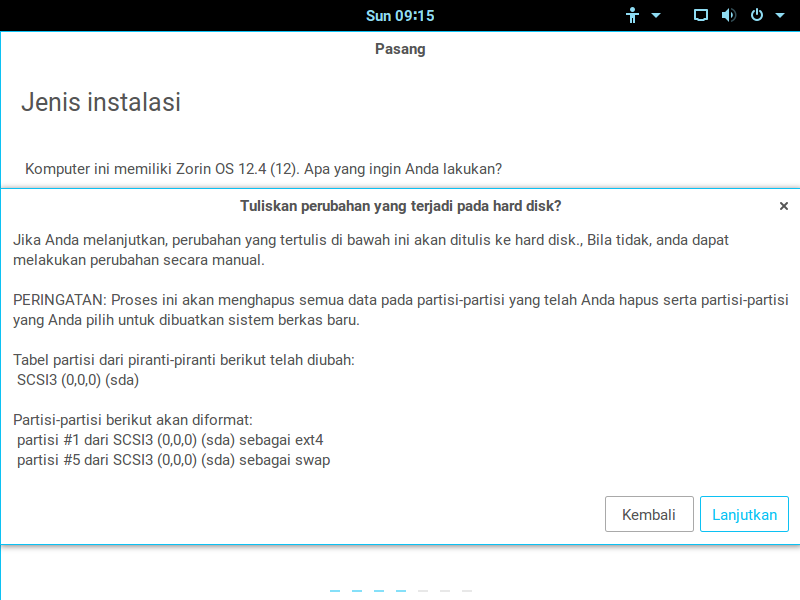 Sun 09:15
Pasang
Jenis instalasi
Komputer ini memiliki Zorin OS 12.4 (12). Apa yang ingin Anda lakukan?
Tuliskan perubahan yang terjadi pada hard disk?
Jika Anda melanjutkan, perubahan yang tertulis di bawah ini akan ditulis ke hard disk., Bila tidak, anda dapat
melakukan perubahan secara manual.
PERINGATAN: Proses ini akan menghapus semua data pada partisi-partisi yang telah Anda hapus serta partisi-partisi
yang Anda pilih untuk dibuatkan sistem berkas baru.
Tabel partisi dari piranti-piranti berikut telah diubah:
SCSI3 (0,0,0) (sda)
Partisi-partisi berikut akan diformat:
partisi #1 dari SCSI3 (0,0,0) (sda) sebagai ext4
partisi #5 dari SCSI3 (0,0,0) (sda) sebagai swap
Kembali Lanjutkan